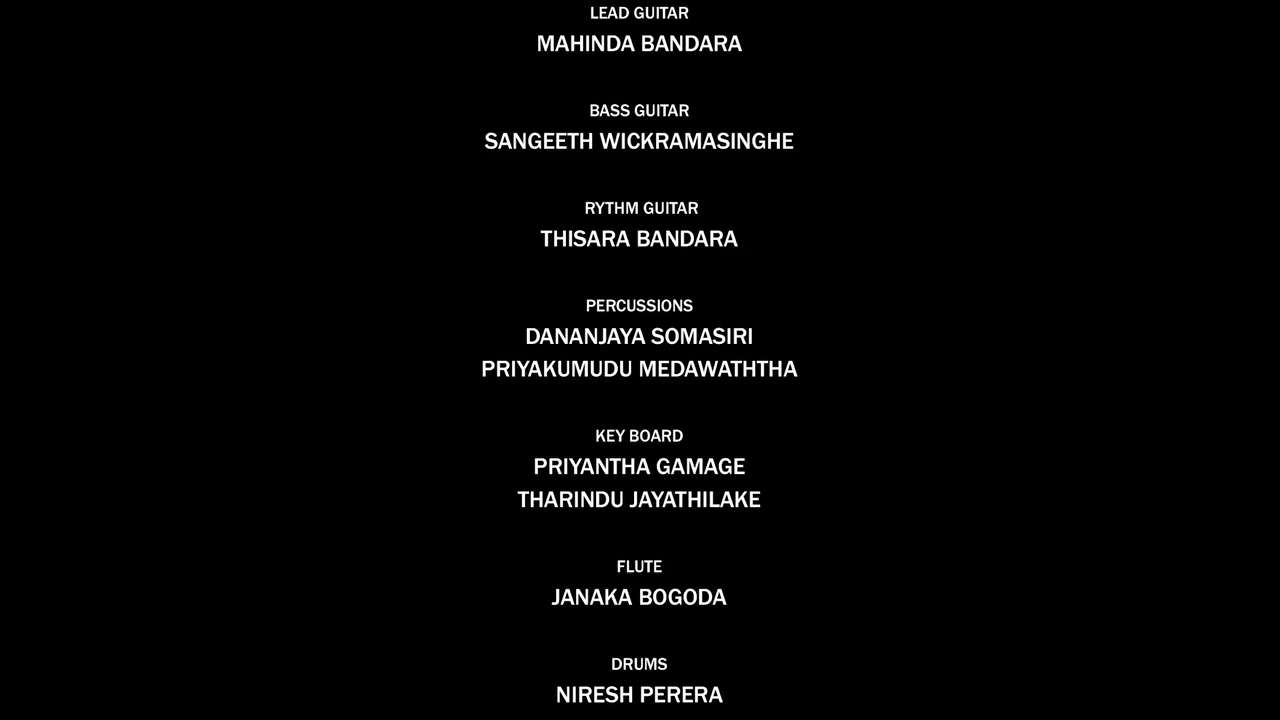 LEAD GUITAR
MAHINDA BANDARA
BASS GUITAR
SANGEETH WICKRAMASINGHE
RYTHM GUITAR
THISARA BANDARA
PERCUSSIONS
DANANJAYA SOMASIRI
PRIYAKUMUDU MEDAWATHTHA
KEY BOARD
PRIYANTHA GAMAGE
THARINDU JAYATHILAKE
FLUTE
JANAKA BOGODA
DRUMS
NIRESH PERERA